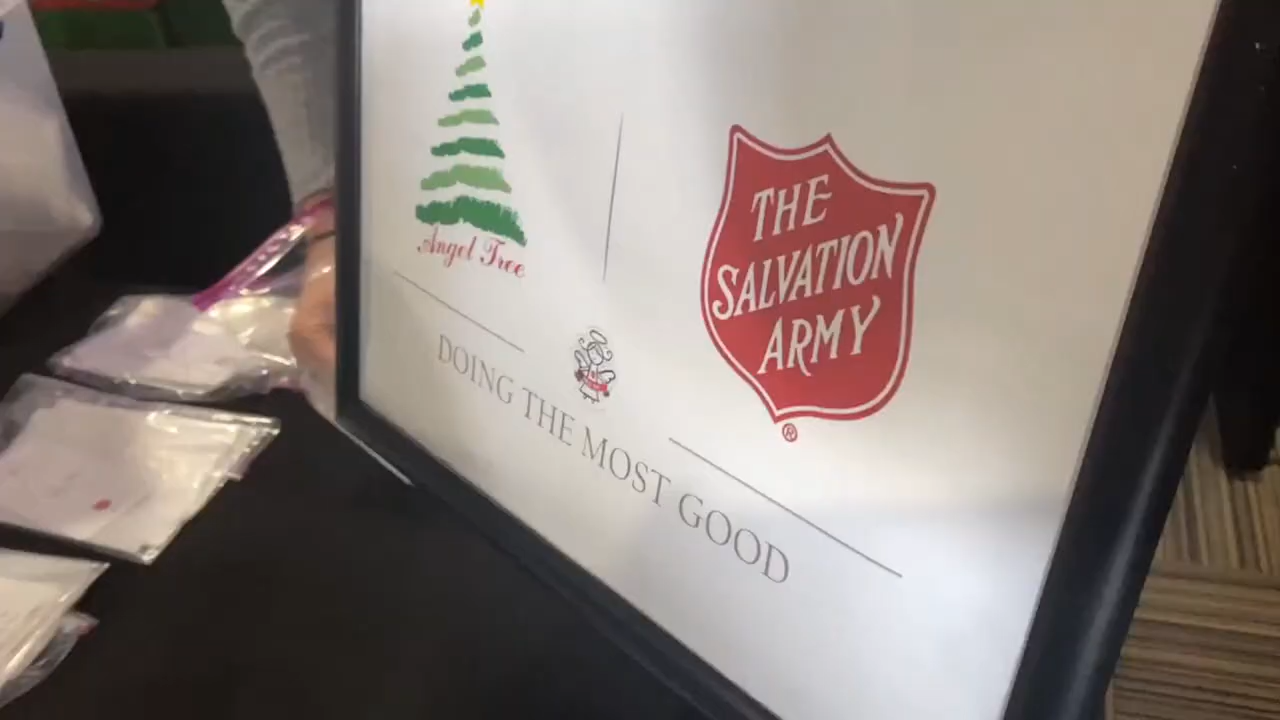 Angel Tree
THE
SALVATION
ARMY
®
DOING THE MOST GOOD